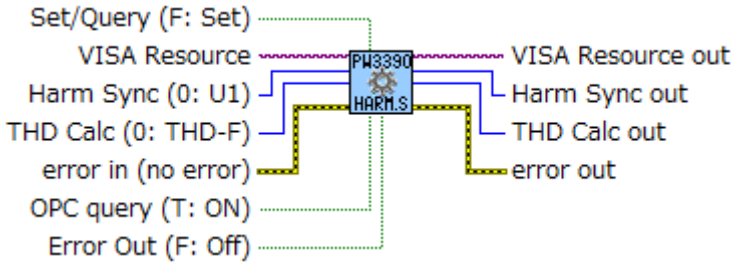 Set/Query (F: Set)
VISA Resource
Harm Sync (0: U1)
THD Calc (0: THD-F)
error in (no error)
OPC query (T: ON)
Error Out (F: Off)
PW3390
HARM.S
VISA Resource out
Harm Sync out
THD Calc out
error out